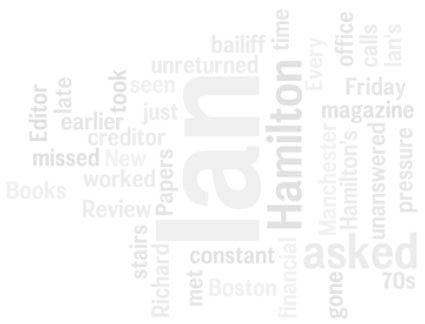 bailiff
time
office
calls
Ian's
unreturned
Every
Editor
late
took
seen
Friday
earlier
just
magazine
creditor
Ian
Hamilton
missed New
worked
Papers
Manchester
Hamilton's
unanswered
pressure
Books
Review
stairs
Richard
constant
asked
met
Boston
financial
gone
70s